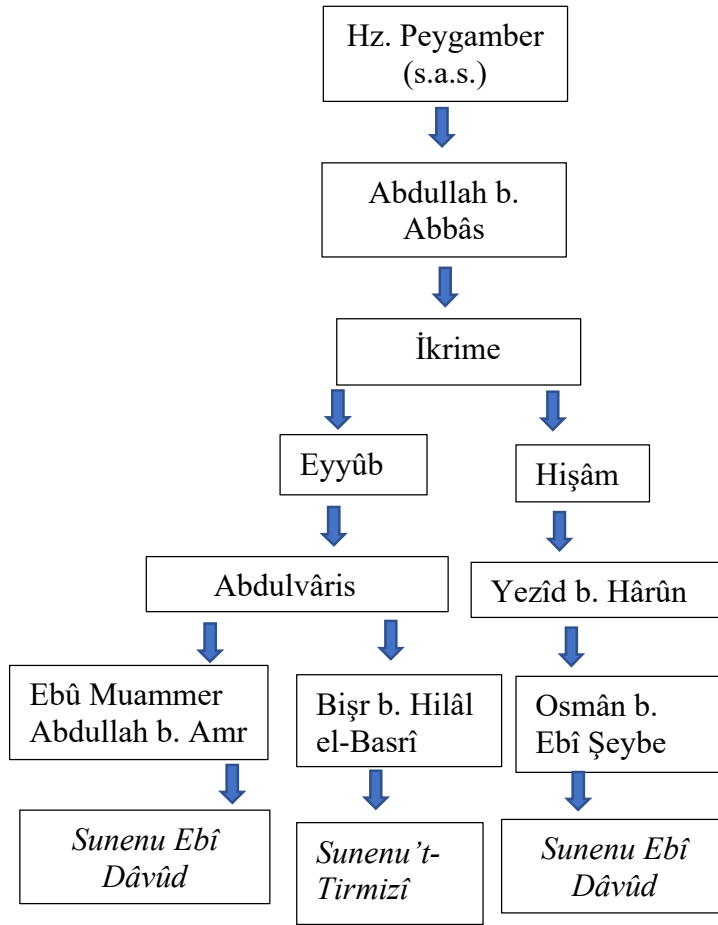 Hz. Peygamber
(s.a.s.)
Abdullah b.
Abbâs
İkrime
Eyyûb
Hişâm
Abdulvâris
Yezîd b. Hârûn
Ebû Muammer
Abdullah b. Amr
Bişr b. Hilâl
el-Basrî
Osmân b.
Ebî Şeybe
Sunenu Ebî
Dâvûd
Sunenu’t-
Tirmizî
Sunenu Ebî
Dâvûd